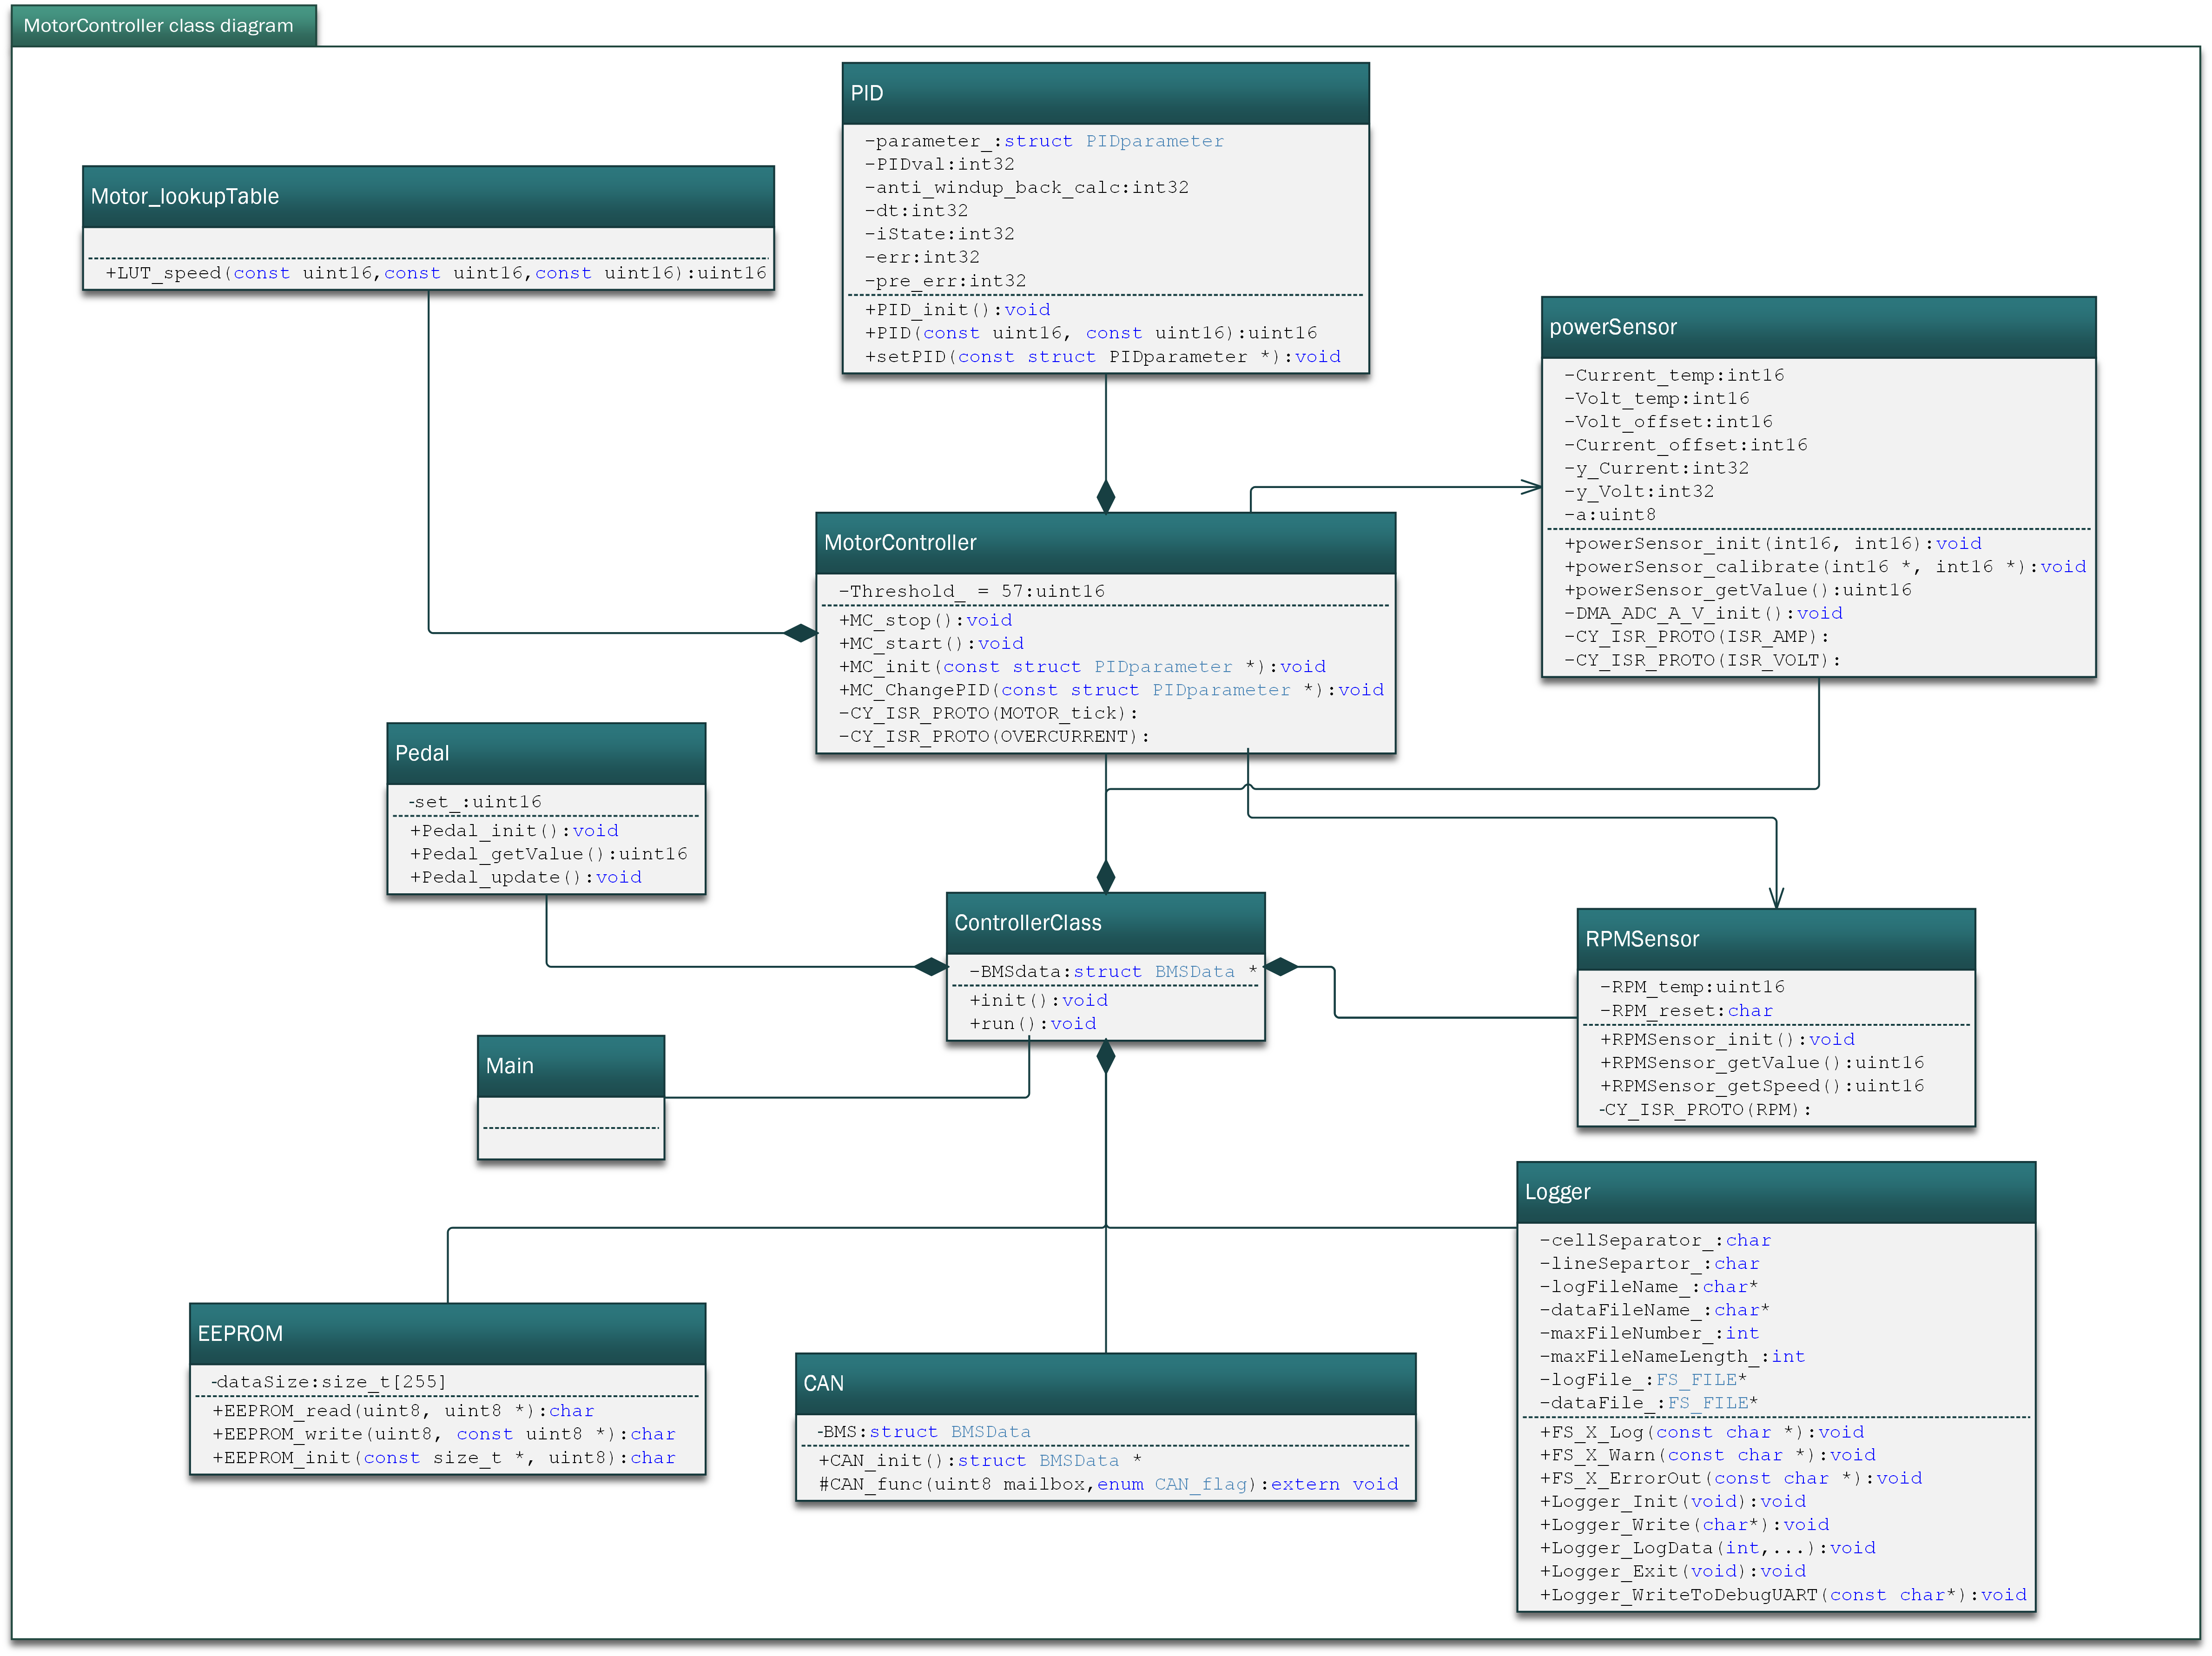 MotorController class diagram
PID
-parameter_:struct PIDparameter
-PIDval:int32
-anti_windup_back_calc:int32
-dt:int32
-iState:int32
-err:int32
-pre_err:int32
+PID_init():void
+PID(const uint16, const uint16):uint16
+setPID(const struct PIDparameter *):void
Motor_lookupTable
+LUT_speed(const uint16,const uint16,const uint16):uint16
powerSensor
-Current_temp:int16
-Volt_temp:int16
-Volt_offset:int16
-Current_offset:int16
-y_Current:int32
-y_Volt:int32
-a:uint8
+powerSensor_init(int16, int16):void
+powerSensor_calibrate(int16 *, int16 *):void
+powerSensor_getValue():uint16
-DMA_ADC_A_V_init():void
-CY_ISR_PROTO(ISR_AMP):
-CY_ISR_PROTO(ISR_VOLT):
MotorController
-Threshold_ = 57:uint16
+MC_stop():void
+MC_start():void
+MC_init(const struct PIDparameter *):void
+MC_ChangePID(const struct PIDparameter *):void
-CY_ISR_PROTO(MOTOR_tick):
-CY_ISR_PROTO(OVERCURRENT):
Pedal
-set_:uint16
+Pedal_init():void
+Pedal_getValue():uint16
+Pedal_update():void
ControllerClass
-BMSdata:struct BMSData *
+init():void
+run():void
RPMSensor
-RPM_temp:uint16
-RPM_reset:char
+RPMSensor_init():void
+RPMSensor_getValue():uint16
+RPMSensor_getSpeed():uint16
-CY_ISR_PROTO(RPM):
Main
Logger
-cellSeparator_:char
-lineSepartor_:char
-logFileName_:char*
-dataFileName_:char*
-maxFileNumber_:int
-maxFileNameLength_:int
-logFile_:FS_FILE*
-dataFile_:FS_FILE*
+FS_X_Log(const char *):void
+FS_X_Warn(const char *):void
+FS_X_ErrorOut(const char *):void
+Logger_Init(void):void
+Logger_Write(char*):void
+Logger_LogData(int,...):void
+Logger_Exit(void):void
+Logger_WriteToDebugUART(const char*):void
EEPROM
-dataSize:size_t[255]
+EEPROM_read(uint8, uint8 *):char
+EEPROM_write(uint8, const uint8 *):char
+EEPROM_init(const size_t *, uint8):char
CAN
-BMS:struct BMSData
+CAN_init():struct BMSData *
#CAN_func(uint8 mailbox,enum CAN_flag):extern void